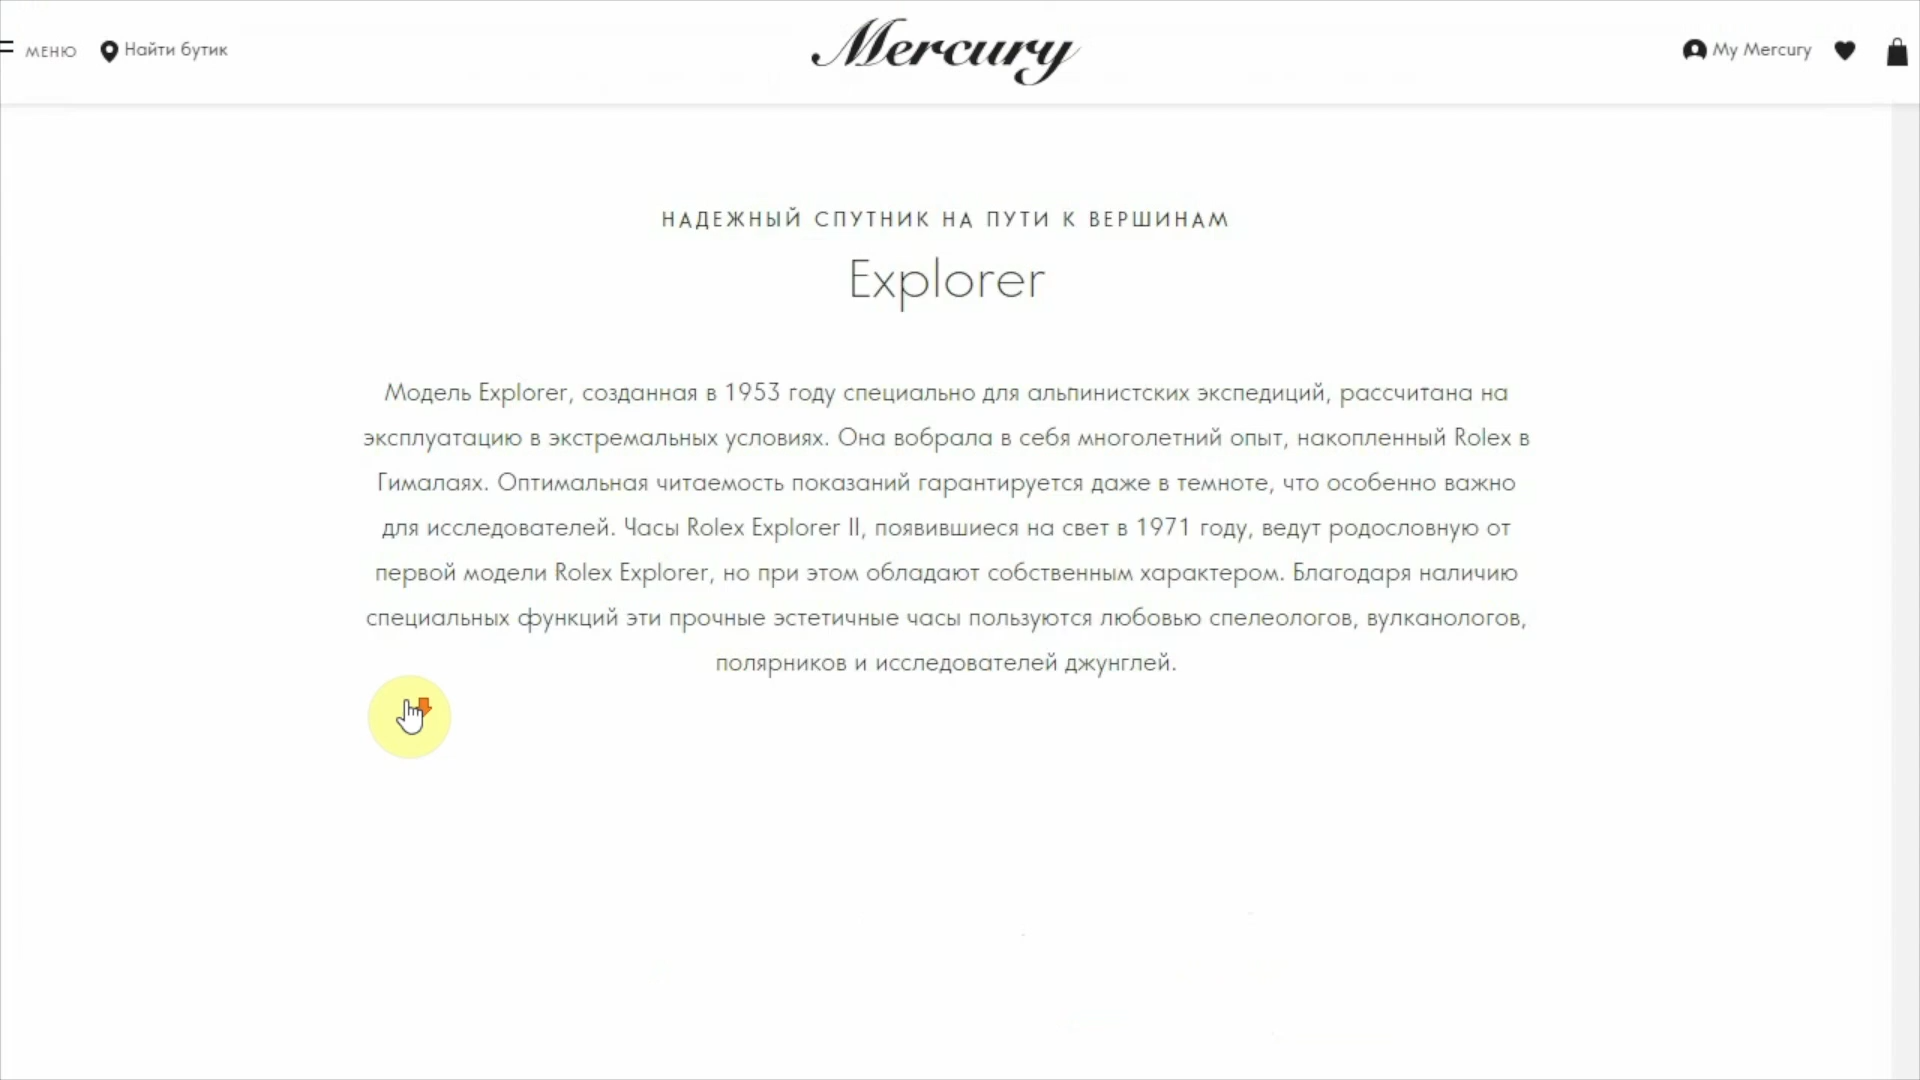 МЕНЮ Найти бутик Mercury My Mercury
НАДЕЖНЫЙ СПУТНИК НА ПУТИ К ВЕРШИНАМ
Explorer
Модель Explorer, созданная в 1953 году специально для альпинистских экспедиций, рассчитана на
эксплуатацию в экстремальных условиях. Она вобрала в себя многолетний опыт, накопленный Rolex в
Гималаях. Оптимальная читаемость показаний гарантируется даже в темноте, что особенно важно
для исследователей. Часы Rolex Explorer II, появившиеся на свет в 1971 году, ведут родословную от
первой модели Rolex Explorer, но при этом обладают собственным характером. Благодаря наличию
специальных функций эти прочные эстетичные часы пользуются любовью спелеологов, вулканологов,
полярников и исследователей джунглей.